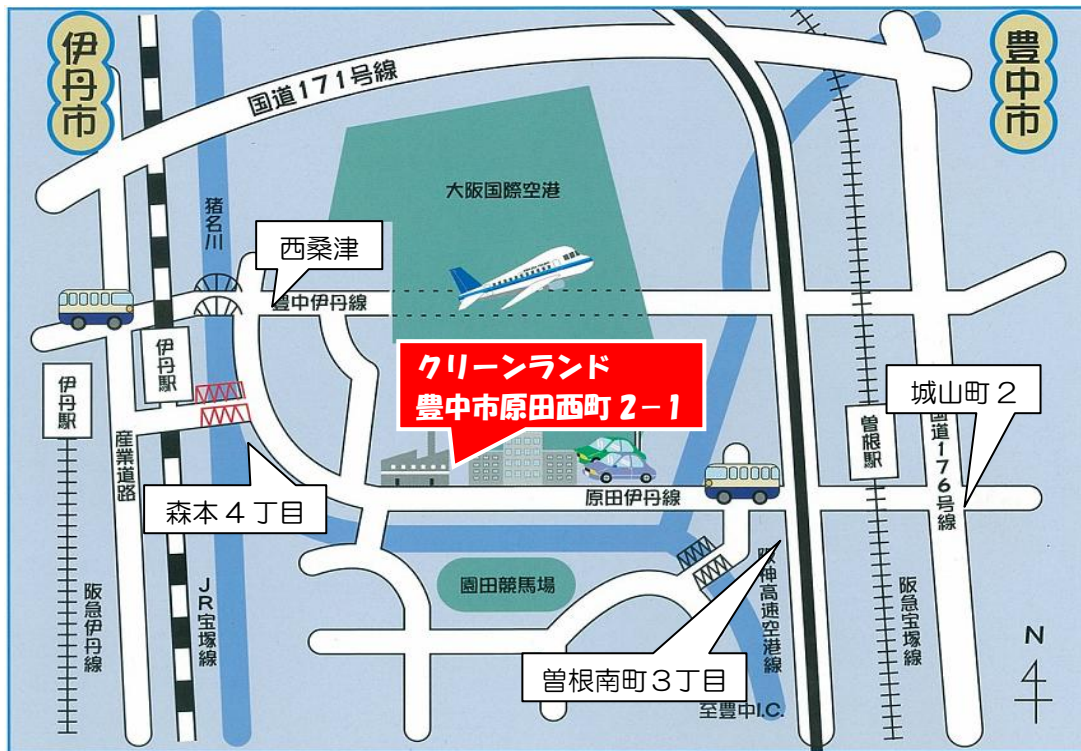 伊丹市
豊中市
国道171号線
大阪国際空港
猪名川
西桑津
豊中伊丹線
伊丹駅
伊丹駅
クリーンランド
豊中市原田西町2-1
城山町2
曽根駅
国道176号線
産業道路
森本4丁目
原田伊丹線
園田競馬場
阪神高速空港線
阪急伊丹線
JR宝塚線
阪急宝塚線
曽根南町3丁目
至豊中I.C.
N